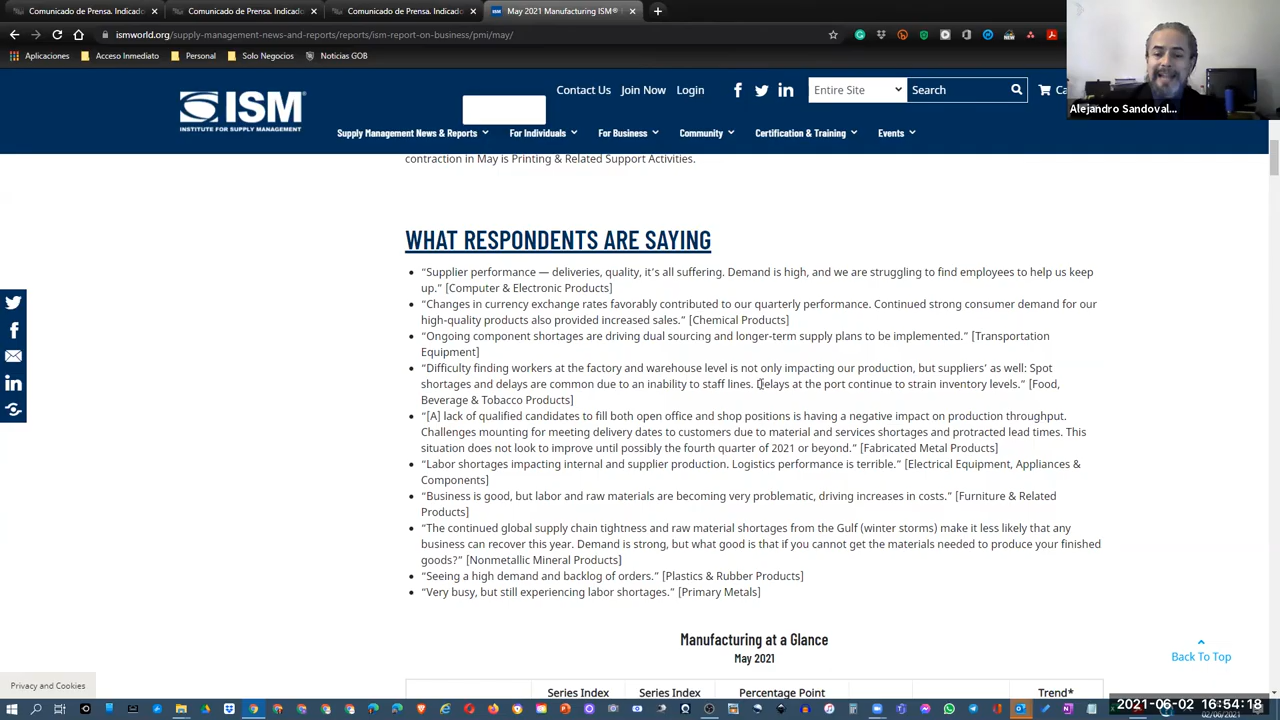 Comunicado de Prensa. Indicado
Comunicado de Prensa. Indicado
Comunicado de Prensa. Indicado
ISM May 2021 Manufacturing ISM®
ismworld.org/supply-management-news-and-reports/reports/ism-report-on-business/pmi/may/
Aplicaciones Acceso Inmediato Personal Solo Negocios Noticias GOB
Alejandro Sandoval...
ISM
INSTITUTE FOR SUPPLY MANAGEMENT®
Contact Us Join Now Login
Entire Site Search
Supply Management News & Reports For Individuals For Business Community Certification & Training Events
contraction in May is Printing & Related Support Activities.
WHAT RESPONDENTS ARE SAYING
• “Supplier performance — deliveries, quality, it’s all suffering. Demand is high, and we are struggling to find employees to help us keep
up.” [Computer & Electronic Products]
• “Changes in currency exchange rates favorably contributed to our quarterly performance. Continued strong consumer demand for our
high-quality products also provided increased sales.” [Chemical Products]
• “Ongoing component shortages are driving dual sourcing and longer-term supply plans to be implemented.” [Transportation
Equipment]
• “Difficulty finding workers at the factory and warehouse level is not only impacting our production, but suppliers’ as well: Spot
shortages and delays are common due to an inability to staff lines. Delays at the port continue to strain inventory levels.” [Food,
Beverage & Tobacco Products]
• “[A] lack of qualified candidates to fill both open office and shop positions is having a negative impact on production throughput.
Challenges mounting for meeting delivery dates to customers due to material and services shortages and protracted lead times. This
situation does not look to improve until possibly the fourth quarter of 2021 or beyond.” [Fabricated Metal Products]
• “Labor shortages impacting internal and supplier production. Logistics performance is terrible.” [Electrical Equipment, Appliances &
Components]
• “Business is good, but labor and raw materials are becoming very problematic, driving increases in costs.” [Furniture & Related
Products]
• “The continued global supply chain tightness and raw material shortages from the Gulf (winter storms) make it less likely that any
business can recover this year. Demand is strong, but what good is that if you cannot get the materials needed to produce your finished
goods?” [Nonmetallic Mineral Products]
• “Seeing a high demand and backlog of orders.” [Plastics & Rubber Products]
• “Very busy, but still experiencing labor shortages.” [Primary Metals]
Manufacturing at a Glance
May 2021
Back To Top
Privacy and Cookies
Series Index Series Index Percentage Point Trend*
2021-06-02 16:54:18
02/06/2021